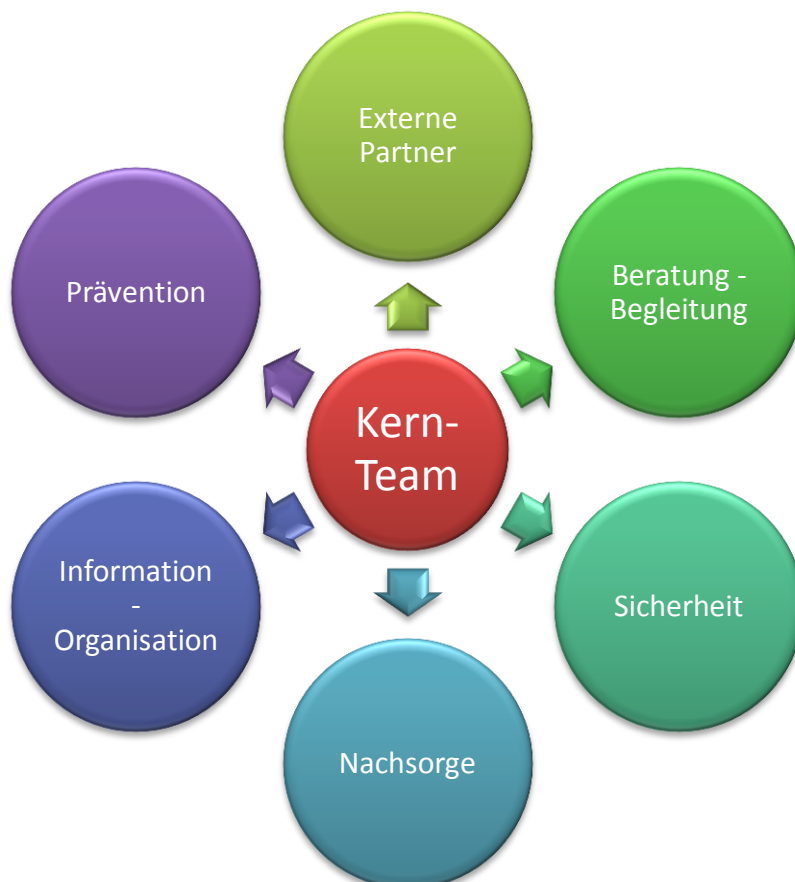 Externe
Partner
Beratung -
Begleitung
Sicherheit
Nachsorge
Information
-
Organisation
Prävention
Kern-
Team